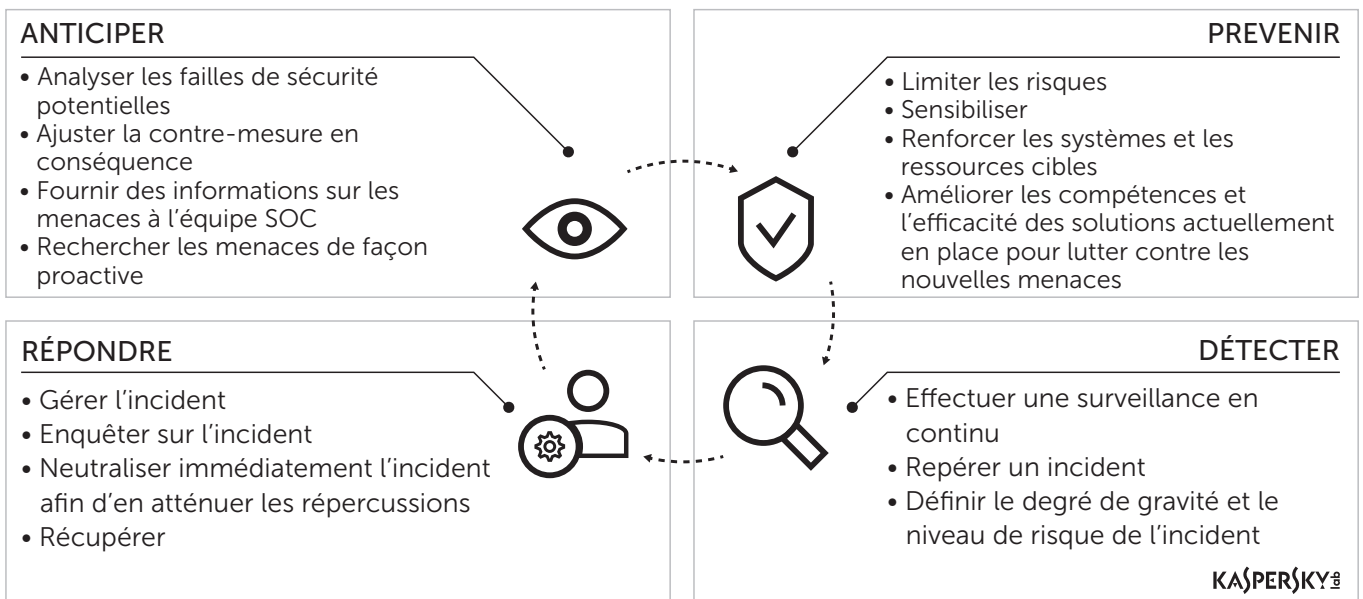 ANTICIPER
• Analyser les failles de sécurité
potentielles
• Ajuster la contre-mesure en
conséquence
• Fournir des informations sur les
menaces à l’équipe SOC
• Rechercher les menaces de façon
proactive
PREVENIR
• Limiter les risques
• Sensibiliser
• Renforcer les systèmes et les
ressources cibles
• Améliorer les compétences et
l’efficacité des solutions actuellement
en place pour lutter contre les
nouvelles menaces
RÉPONDRE
• Gérer l’incident
• Enquêter sur l’incident
• Neutraliser immédiatement l’incident
afin d’en atténuer les répercussions
• Récupérer
DÉTECTER
• Effectuer une surveillance en
continu
• Repérer un incident
• Définir le degré de gravité et le
niveau de risque de l’incident
KASPERSKY lab